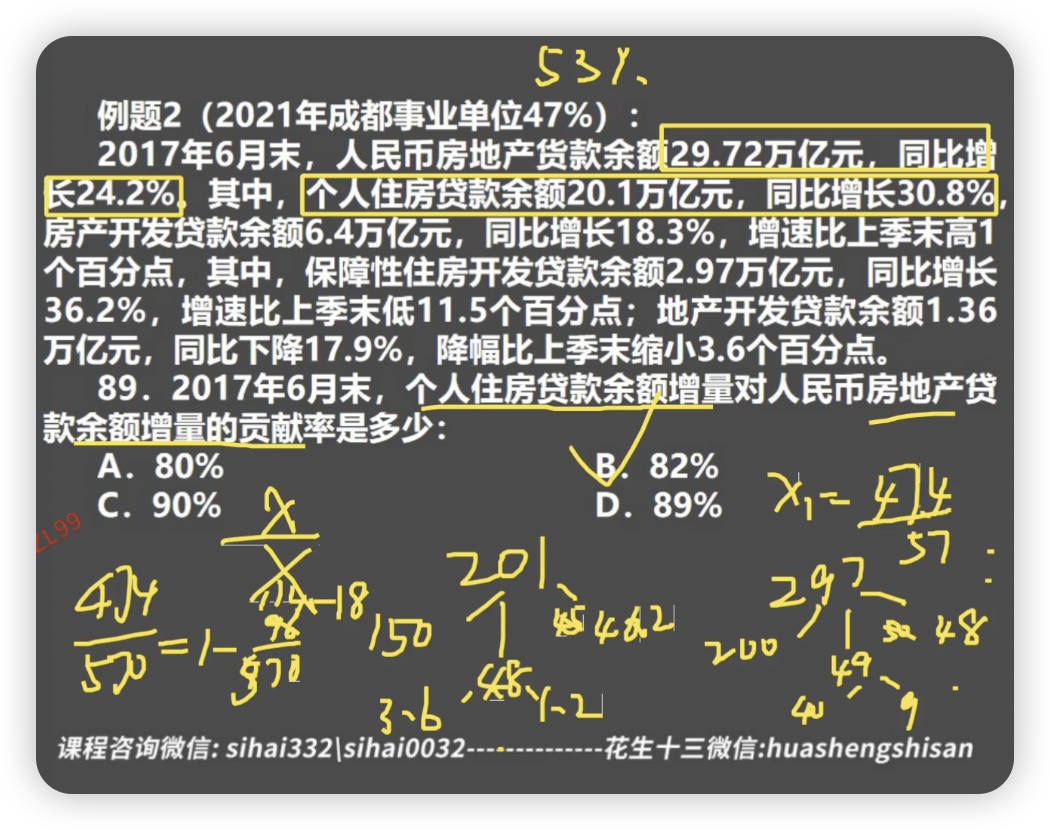 53%
例题2（2021年成都事业单位47%）：
2017年6月末，人民币房地产货款余额29.72万亿元，同比增
长24.2%。其中，个人住房贷款余额20.1万亿元，同比增长30.8%，
房产开发贷款余额6.4万亿元，同比增长18.3%，增速比上季末高1
个百分点，其中，保障性住房开发贷款余额2.97万亿元，同比增长
36.2%，增速比上季末低11.5个百分点；地产开发贷款余额1.36
万亿元，同比下降17.9%，降幅比上季末缩小3.6个百分点。
89．2017年6月末，个人住房贷款余额增量对人民币房地产贷
款余额增量的贡献率是多少：
A．80%
B．82%
C．90%
D．89%
ZL99
X₁=474
57
201
297
-18
150
46.2
200
48
474
570
=1-
96
570
48
49
3.6
1.2
40
9
课程咨询微信: sihai332\sihai0032--------------花生十三微信:huashengshisan